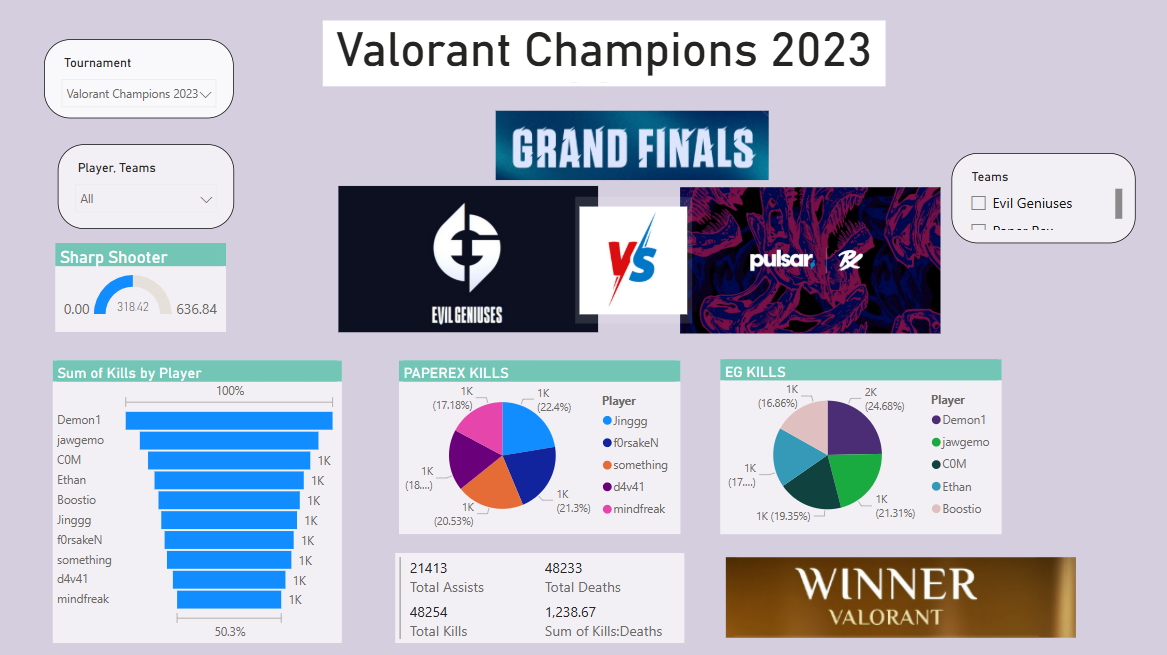 Valorant Champions 2023
Tournament
Valorant Champions 2023
Player, Teams
All
GRAND FINALS
EVIL GENIUSES
VS
pulsar
Teams
Evil Geniuses
Sharp Shooter
0.00
318.42
636.84
Sum of Kills by Player
100%
Demon1
jawgemo
C0M 1K
Ethan 1K
Boostio 1K
Jinggg 1K
f0rsakeN 1K
something 1K
d4v41 1K
mindfreak 1K
50.3%
PAPEREX KILLS
1K
(17.18%)
1K
(22.4%)
1K
(18....)
1K
(20.53%)
1K
(21.3%)
Player
Jinggg
f0rsakeN
something
d4v41
mindfreak
EG KILLS
1K
(16.86%)
2K
(24.68%)
1K
(17....)
1K (19.35%)
1K
(21.31%)
Player
Demon1
jawgemo
C0M
Ethan
Boostio
21413
Total Assists
48233
Total Deaths
48254
Total Kills
1,238.67
Sum of Kills:Deaths
WINNER
VALORANT